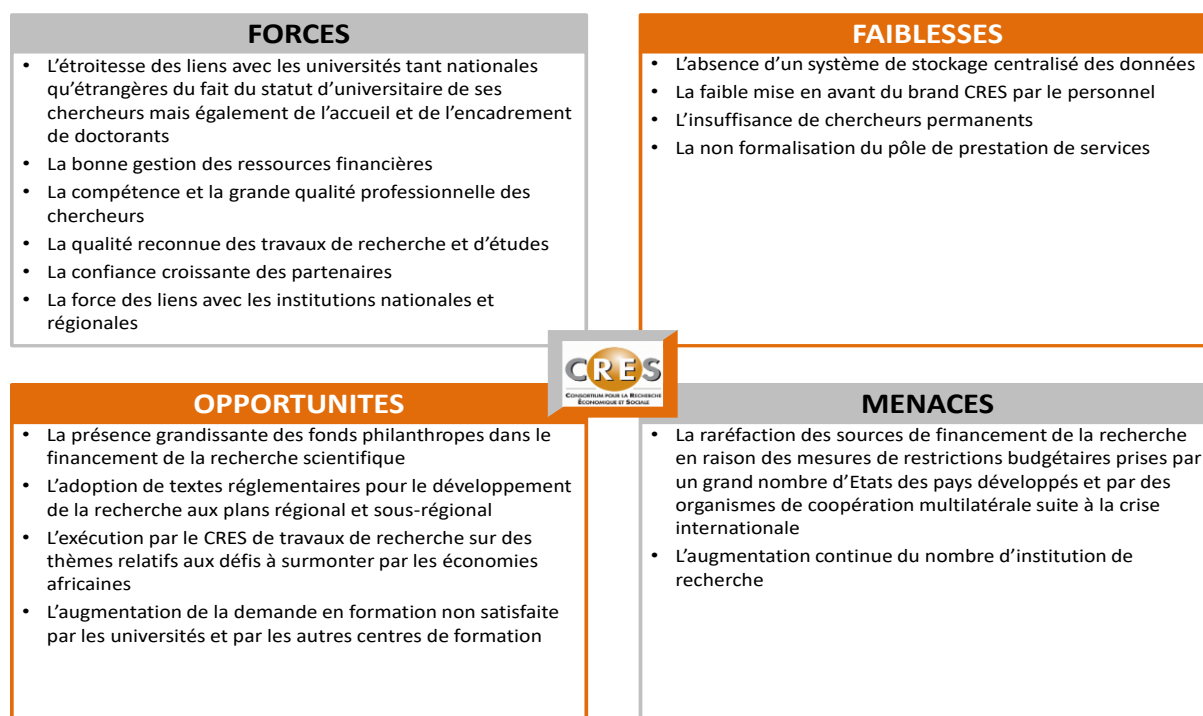 FORCES
• L'étroitesse des liens avec les universités tant nationales
qu'étrangères du fait du statut d'universitaire de ses
chercheurs mais également de l'accueil et de l'encadrement
de doctorants
• La bonne gestion des ressources financières
• La compétence et la grande qualité professionnelle des
chercheurs
• La qualité reconnue des travaux de recherche et d'études
• La confiance croissante des partenaires
• La force des liens avec les institutions nationales et
régionales
FAIBLESSES
• L'absence d'un système de stockage centralisé des données
• La faible mise en avant du brand CRES par le personnel
• L'insuffisance de chercheurs permanents
• La non formalisation du pôle de prestation de services
CRES
CONSORTIUM POUR LA RECHERCHE
ÉCONOMIQUE ET SOCIALE
OPPORTUNITES
• La présence grandissante des fonds philanthropes dans le
financement de la recherche scientifique
• L'adoption de textes réglementaires pour le développement
de la recherche aux plans régional et sous-régional
• L'exécution par le CRES de travaux de recherche sur des
thèmes relatifs aux défis à surmonter par les économies
africaines
• L'augmentation de la demande en formation non satisfaite
par les universités et par les autres centres de formation
MENACES
• La raréfaction des sources de financement de la recherche
en raison des mesures de restrictions budgétaires prises par
un grand nombre d'Etats des pays développés et par des
organismes de coopération multilatérale suite à la crise
internationale
• L'augmentation continue du nombre d'institution de
recherche